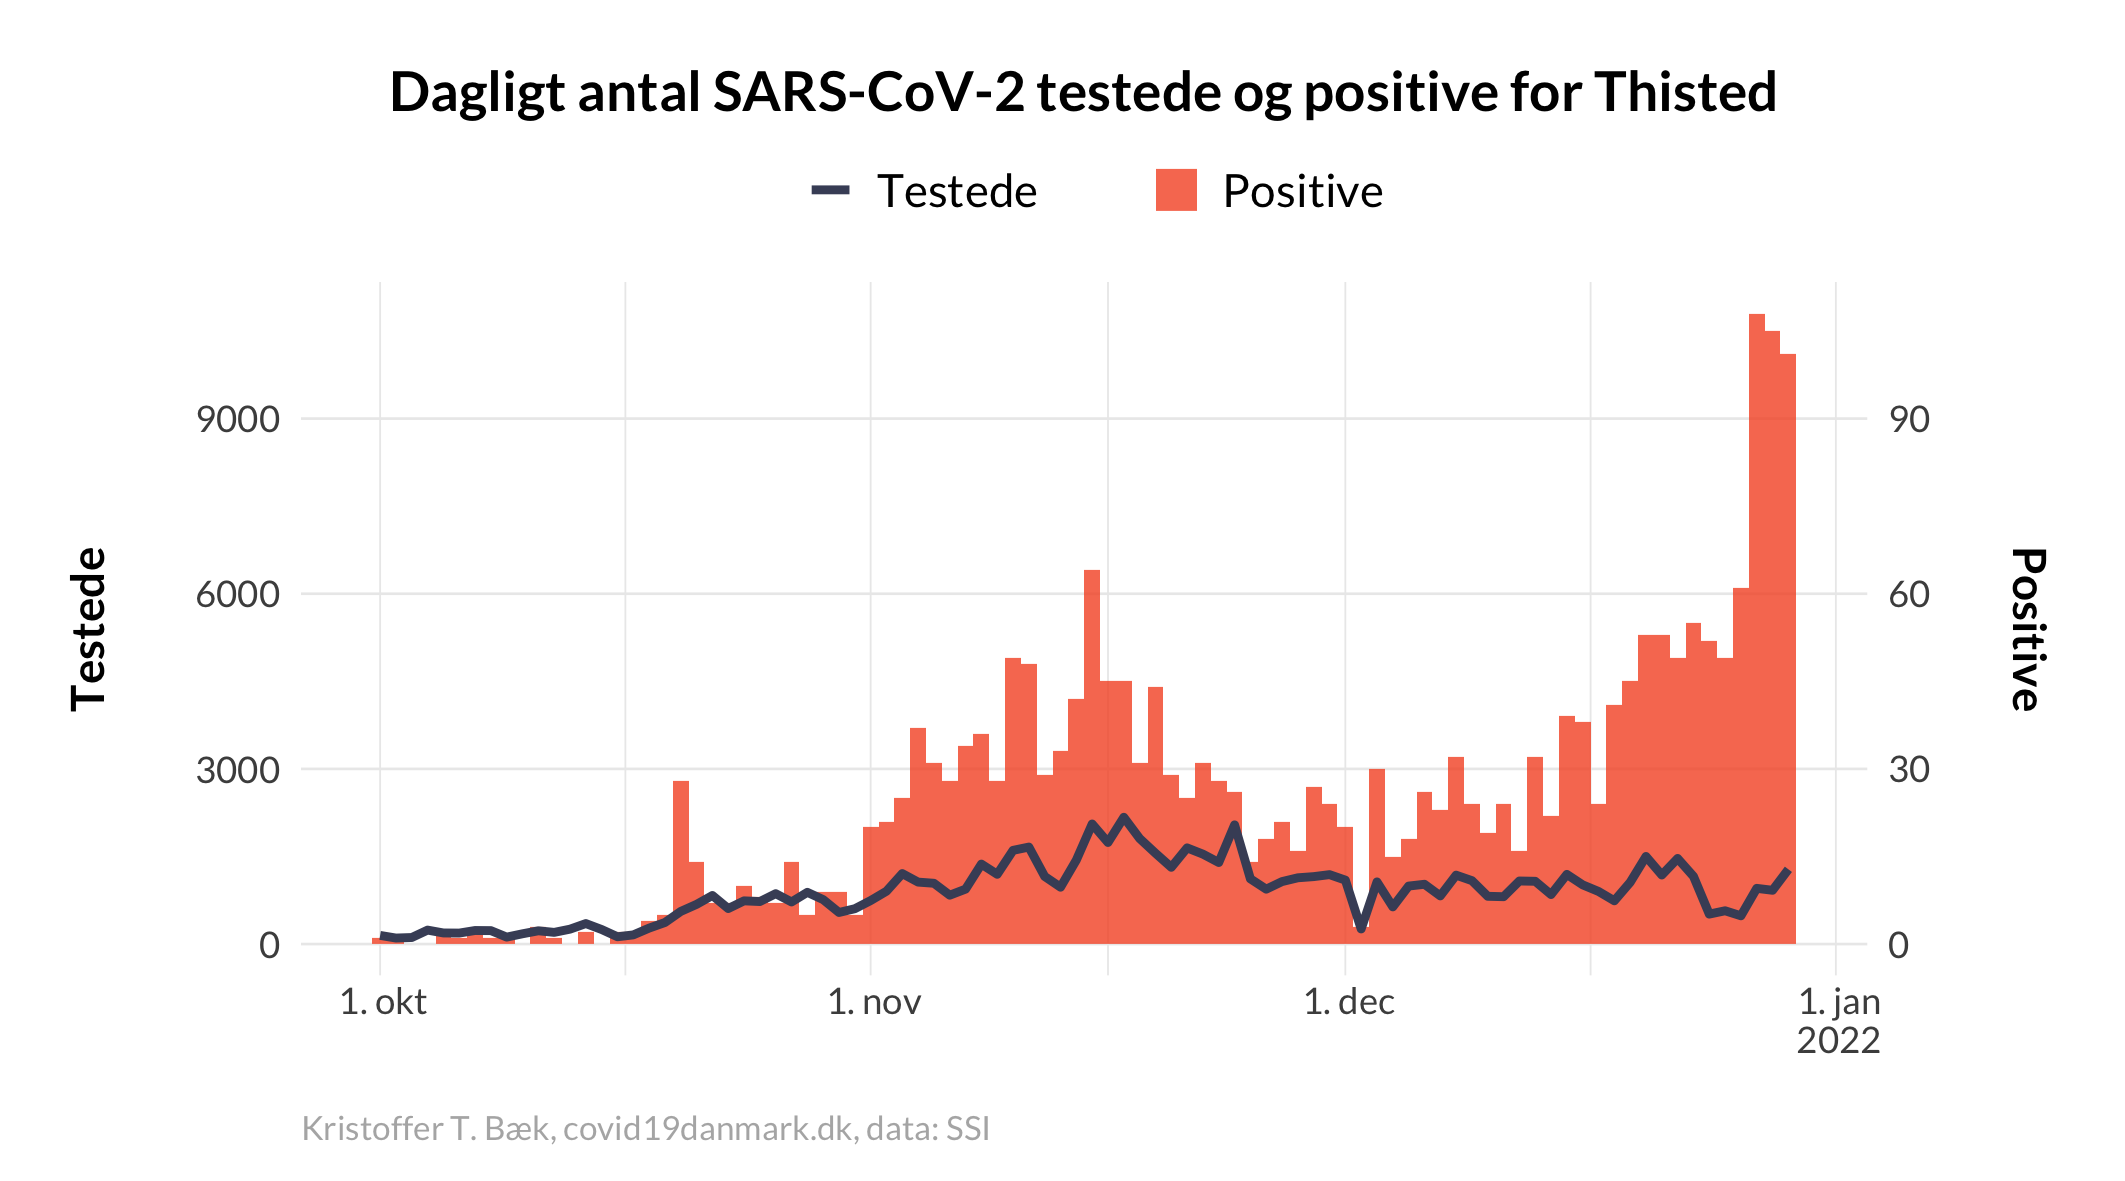 Dagligt antal SARS-CoV-2 testede og positive for Thisted
Testede
Positive
9000
6000
3000
0
Testede
90
60
30
0
Positive
1. okt
1. nov
1. dec
1. jan
2022
Kristoffer T. Bæk, covid19danmark.dk, data: SSI